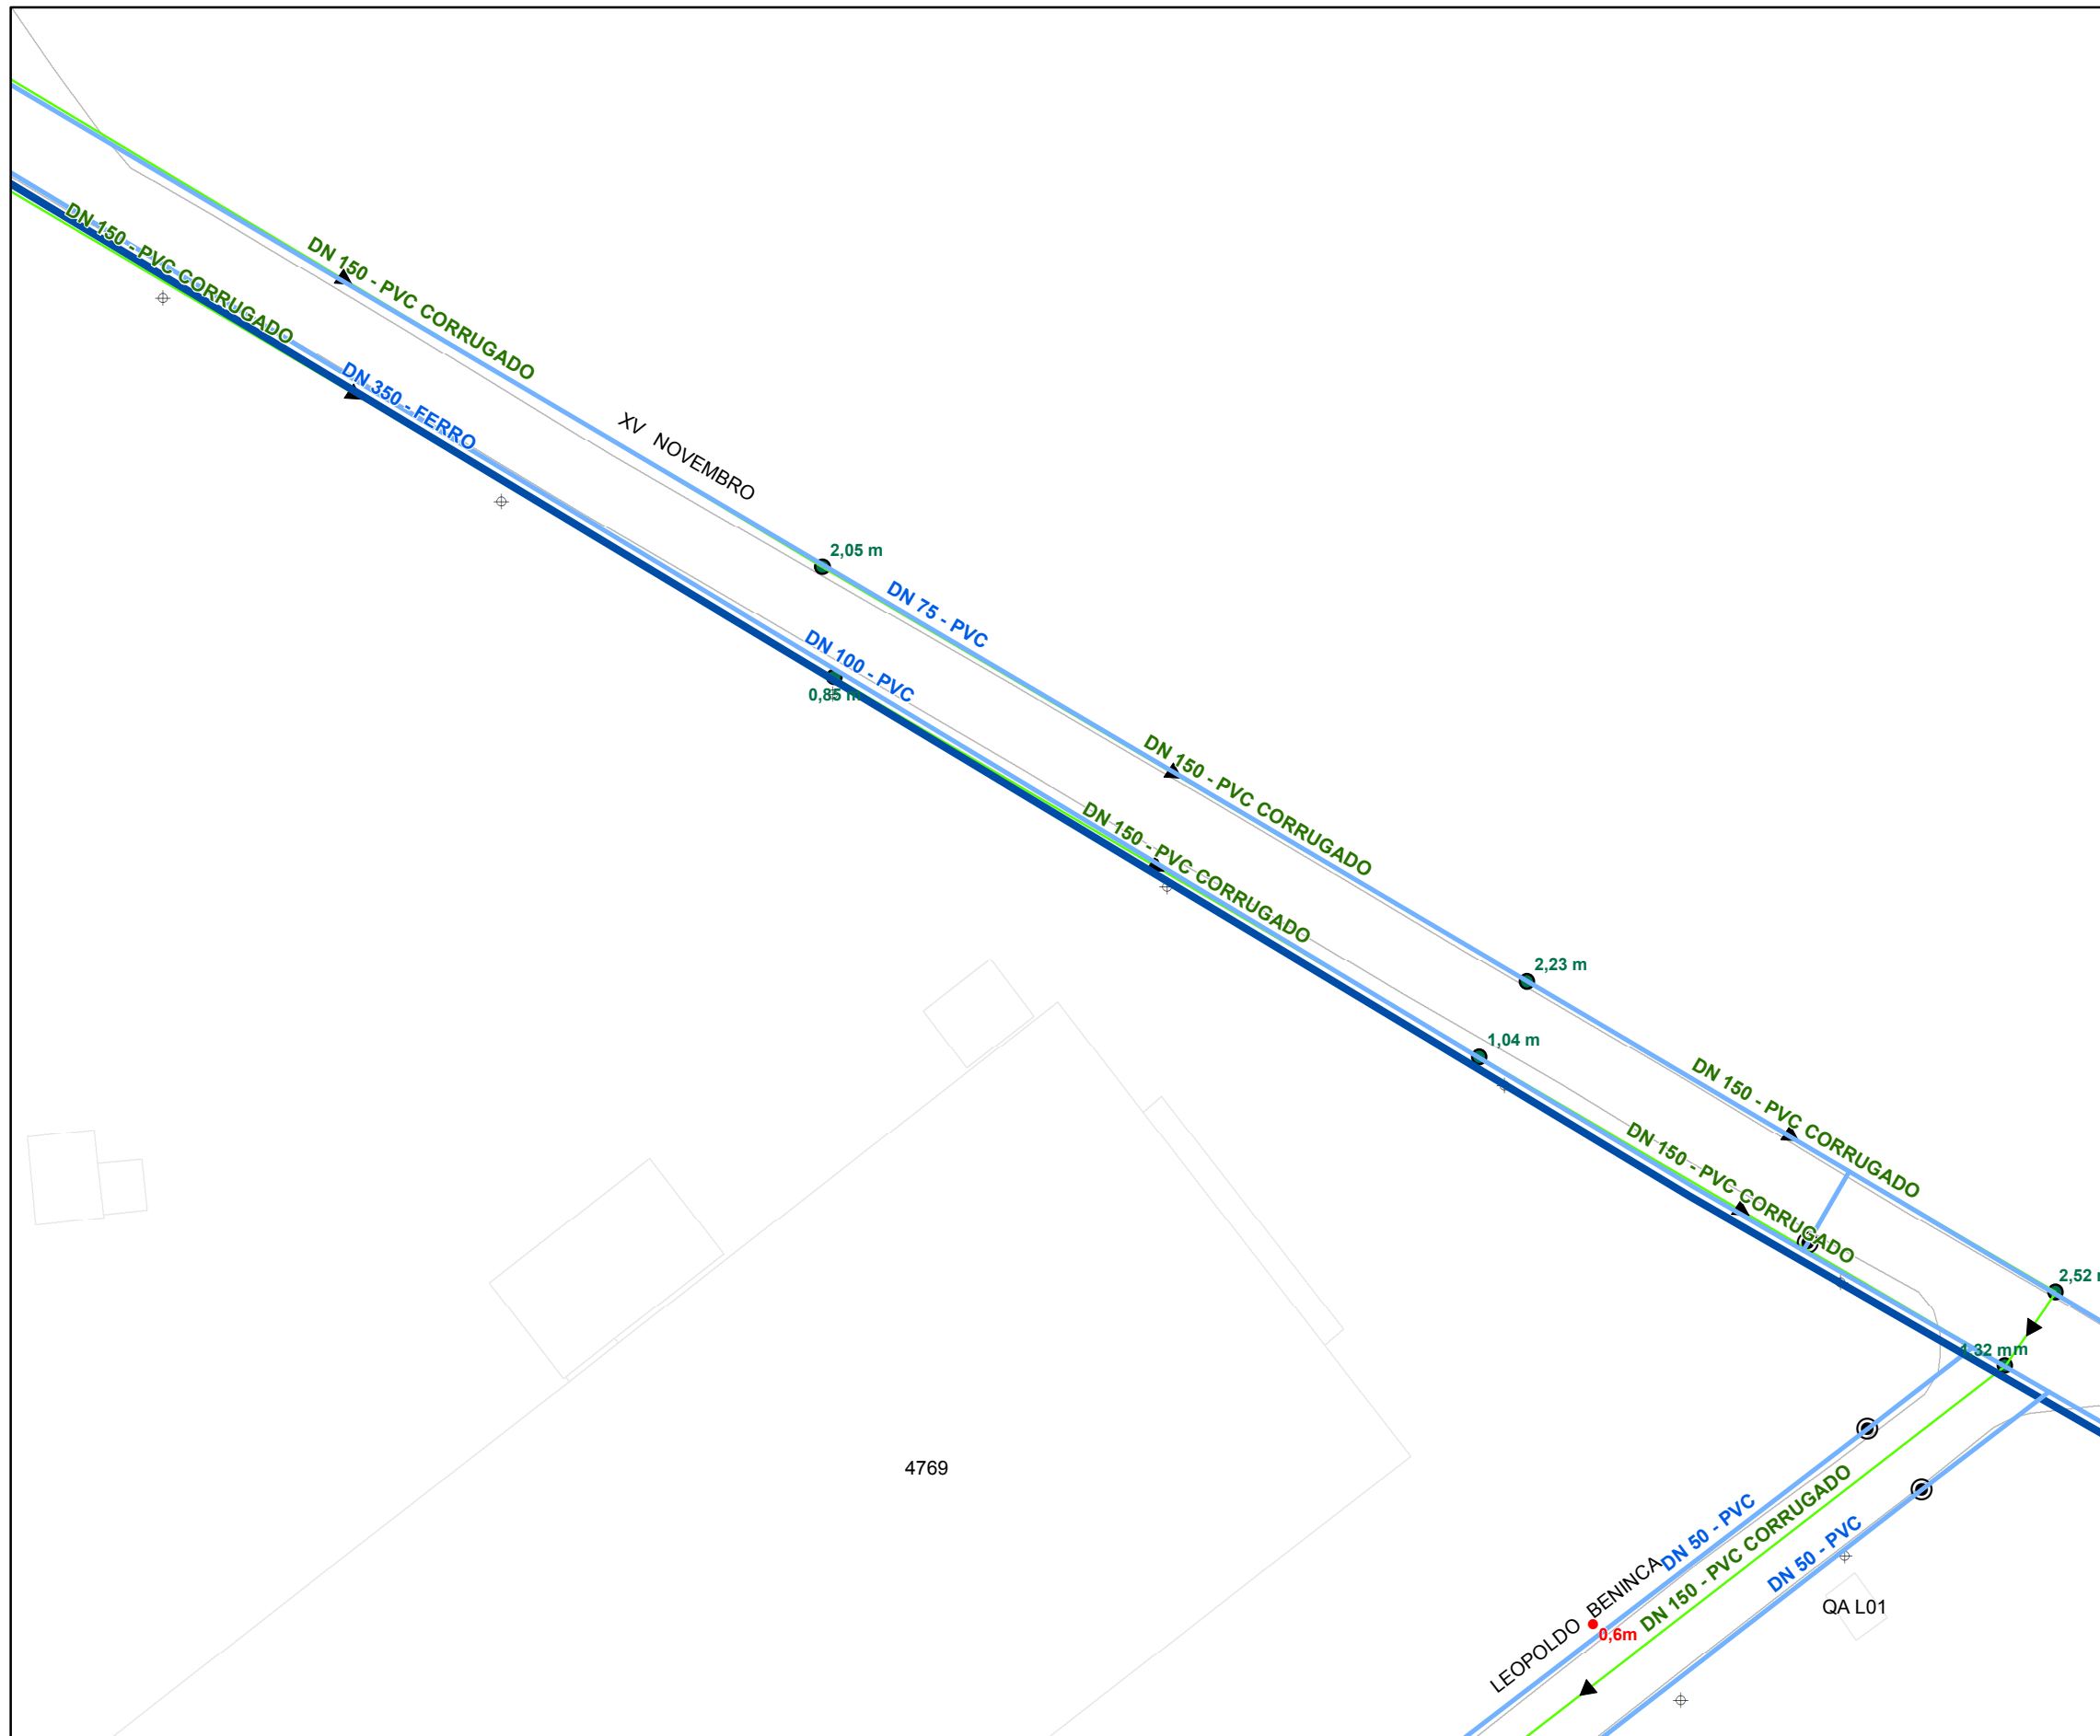 DN 150 - PVC CORRUGADO
DN 150 - PVC CORRUGADO
DN 350 - FERRO
XV NOVEMBRO
2,05 m
DN 75 - PVC
DN 100 - PVC
0,85 m
DN 150 - PVC CORRUGADO
DN 150 - PVC CORRUGADO
2,23 m
1,04 m
DN 150 - PVC CORRUGADO
DN 150 - PVC CORRUGADO
2,52
m
4769
DN 50 - PVC
DN 150 - PVC CORRUGADO
DN 50 - PVC
LEOPOLDO BENINCA
0,6m
QA L01